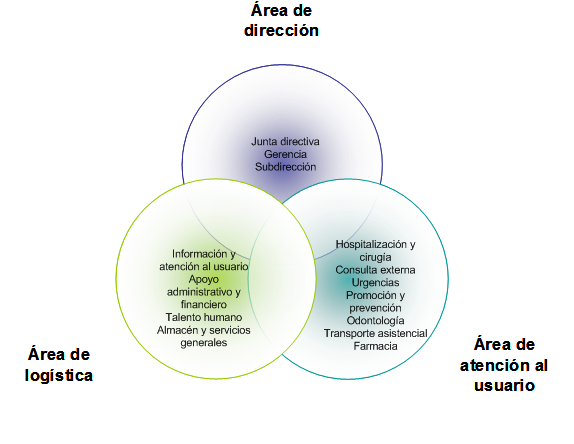 Área de
dirección
Junta directiva
Gerencia
Subdirección
Información y
atención al usuario
Apoyo
administrativo y
financiero
Talento humano
Almacén y servicios
generales
Hospitalización y
cirugía
Consulta externa
Urgencias
Promoción y
prevención
Odontología
Transporte asistencial
Farmacia
Área de
logística
Área de
atención al
usuario